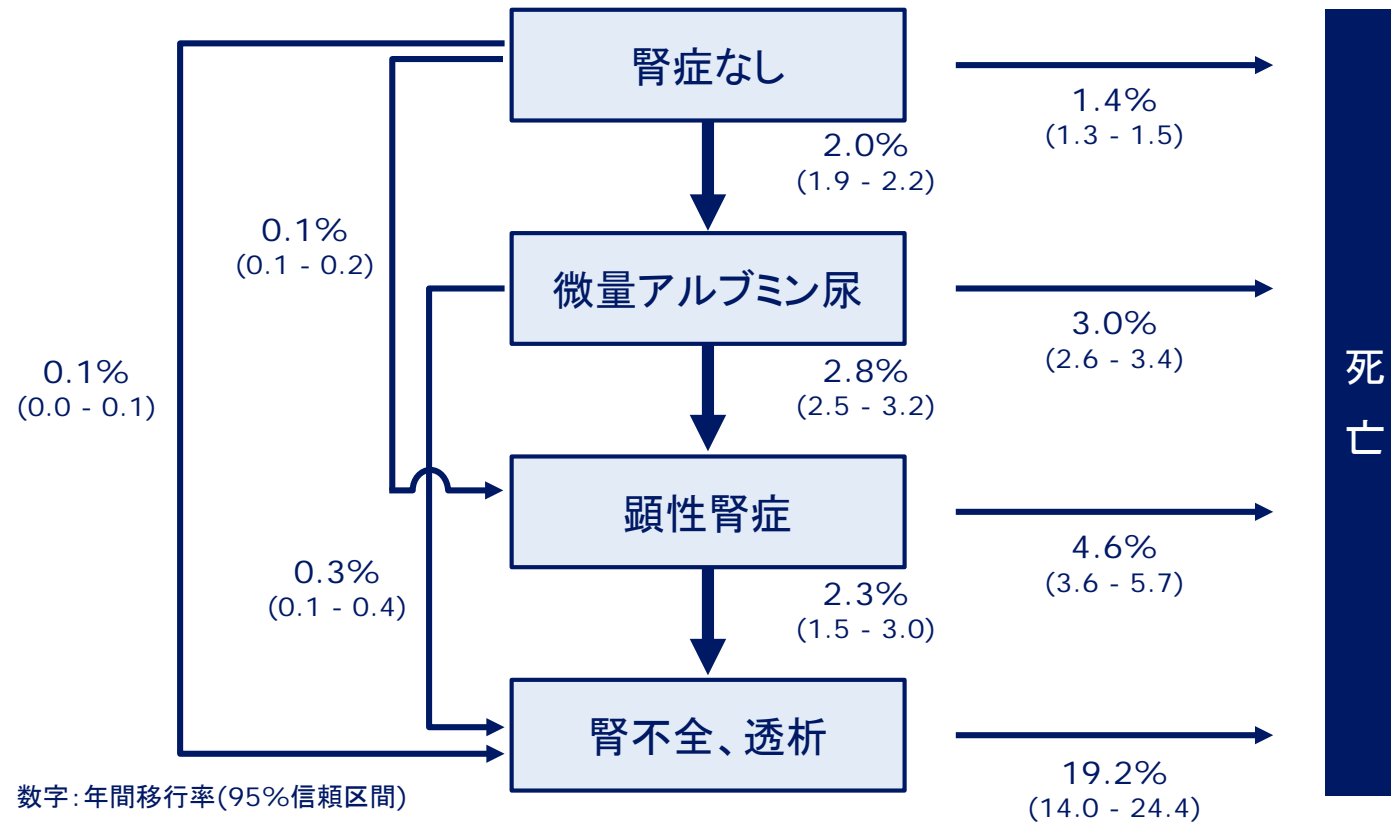 腎症なし
1.4%
(1.3 - 1.5)
2.0%
(1.9 - 2.2)
0.1%
(0.1 - 0.2)
微量アルブミン尿
3.0%
(2.6 - 3.4)
0.1%
(0.0 - 0.1)
2.8%
(2.5 - 3.2)
死亡
顕性腎症
4.6%
(3.6 - 5.7)
0.3%
(0.1 - 0.4)
2.3%
(1.5 - 3.0)
腎不全、透析
19.2%
(14.0 - 24.4)
数字:年間移行率(95%信頼区間)